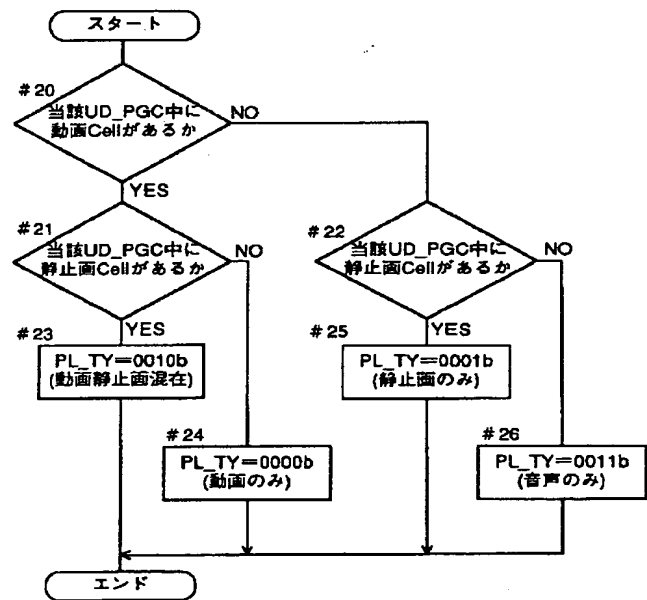 スタート
#20
当該UD_PGC中に
動画Cellがあるか
NO
YES
#21
当該UD_PGC中に
静止画Cellがあるか
NO
YES
#22
当該UD_PGC中に
静止画Cellがあるか
NO
YES
#23
PL_TY=0010b
(動画静止画混在)
#25
PL_TY=0001b
(静止画のみ)
#24
PL_TY=0000b
(動画のみ)
#26
PL_TY=0011b
(音声のみ)
エンド